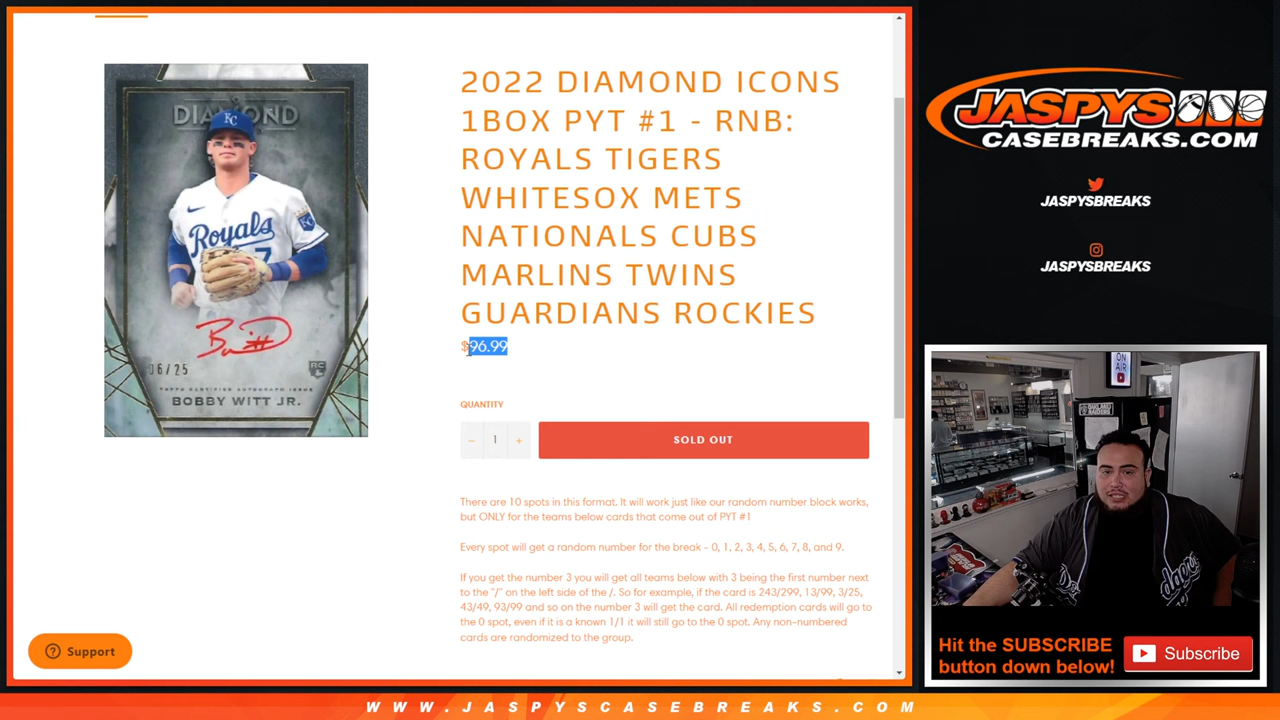 2022 DIAMOND ICONS
1BOX PYT #1 - RNB:
ROYALS TIGERS
WHITESOX METS
NATIONALS CUBS
MARLINS TWINS
GUARDIANS ROCKIES
$96.99
QUANTITY
− 1 +
SOLD OUT
There are 10 spots in this format. It will work just like our random number block works,
but ONLY for the teams below cards that come out of PYT #1
Every spot will get a random number for the break - 0, 1, 2, 3, 4, 5, 6, 7, 8, and 9.
If you get the number 3 you will get all teams below with 3 being the first number next
to the "/" on the left side of the /. So for example, if the card is 243/299, 13/99, 3/25,
43/49, 93/99 and so on the number 3 will get the card. All redemption cards will go to
the 0 spot, even if it is a known 1/1 it will still go to the 0 spot. Any non-numbered
cards are randomized to the group.
DIAMOND
KC
Royals
7
06/25
RC
TOPPS CERTIFIED AUTOGRAPH ISSUE
BOBBY WITT JR.
Support
JASPYS
CASEBREAKS.COM
JASPYSBREAKS
JASPYSBREAKS
ON
AIR
Hit the SUBSCRIBE
button down below!
Subscribe
WWW.JASPYSCASEBREAKS.COM